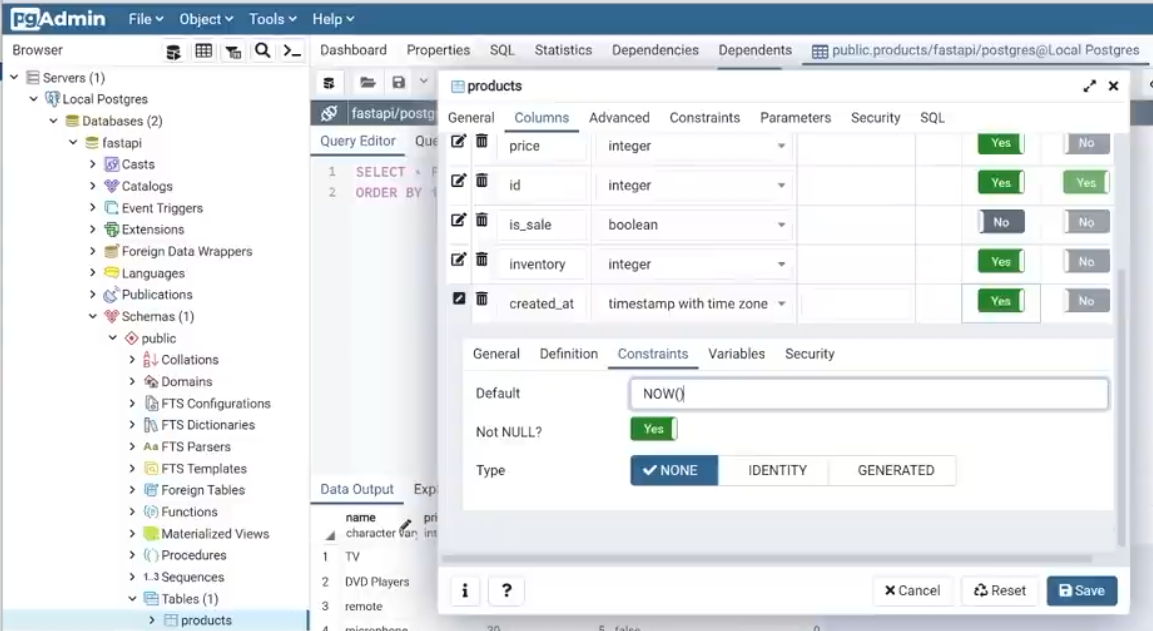 pgAdmin File Object Tools Help
Browser
Dashboard Properties SQL Statistics Dependencies Dependents public.products/fastapi/postgres@Local Postgres
Servers (1)
Local Postgres
Databases (2)
fastapi
Casts
Catalogs
Event Triggers
Extensions
Foreign Data Wrappers
Languages
Publications
Schemas (1)
public
Collations
Domains
FTS Configurations
FTS Dictionaries
Aa FTS Parsers
FTS Templates
Foreign Tables
Functions
Materialized Views
Procedures
1..3 Sequences
Tables (1)
products
fastapi/postg
Query Editor Que
1 SELECT * F
2 ORDER BY
Data Output Exp
name pri
character var int
1 TV
2 DVD Players
3 remote
4 microphone 30 5 false 0
products
General Columns Advanced Constraints Parameters Security SQL
price integer Yes No
id integer Yes Yes
is_sale boolean No No
inventory integer Yes No
created_at timestamp with time zone Yes No
General Definition Constraints Variables Security
Default NOW()
Not NULL? Yes
Type NONE IDENTITY GENERATED
i ? Cancel Reset Save